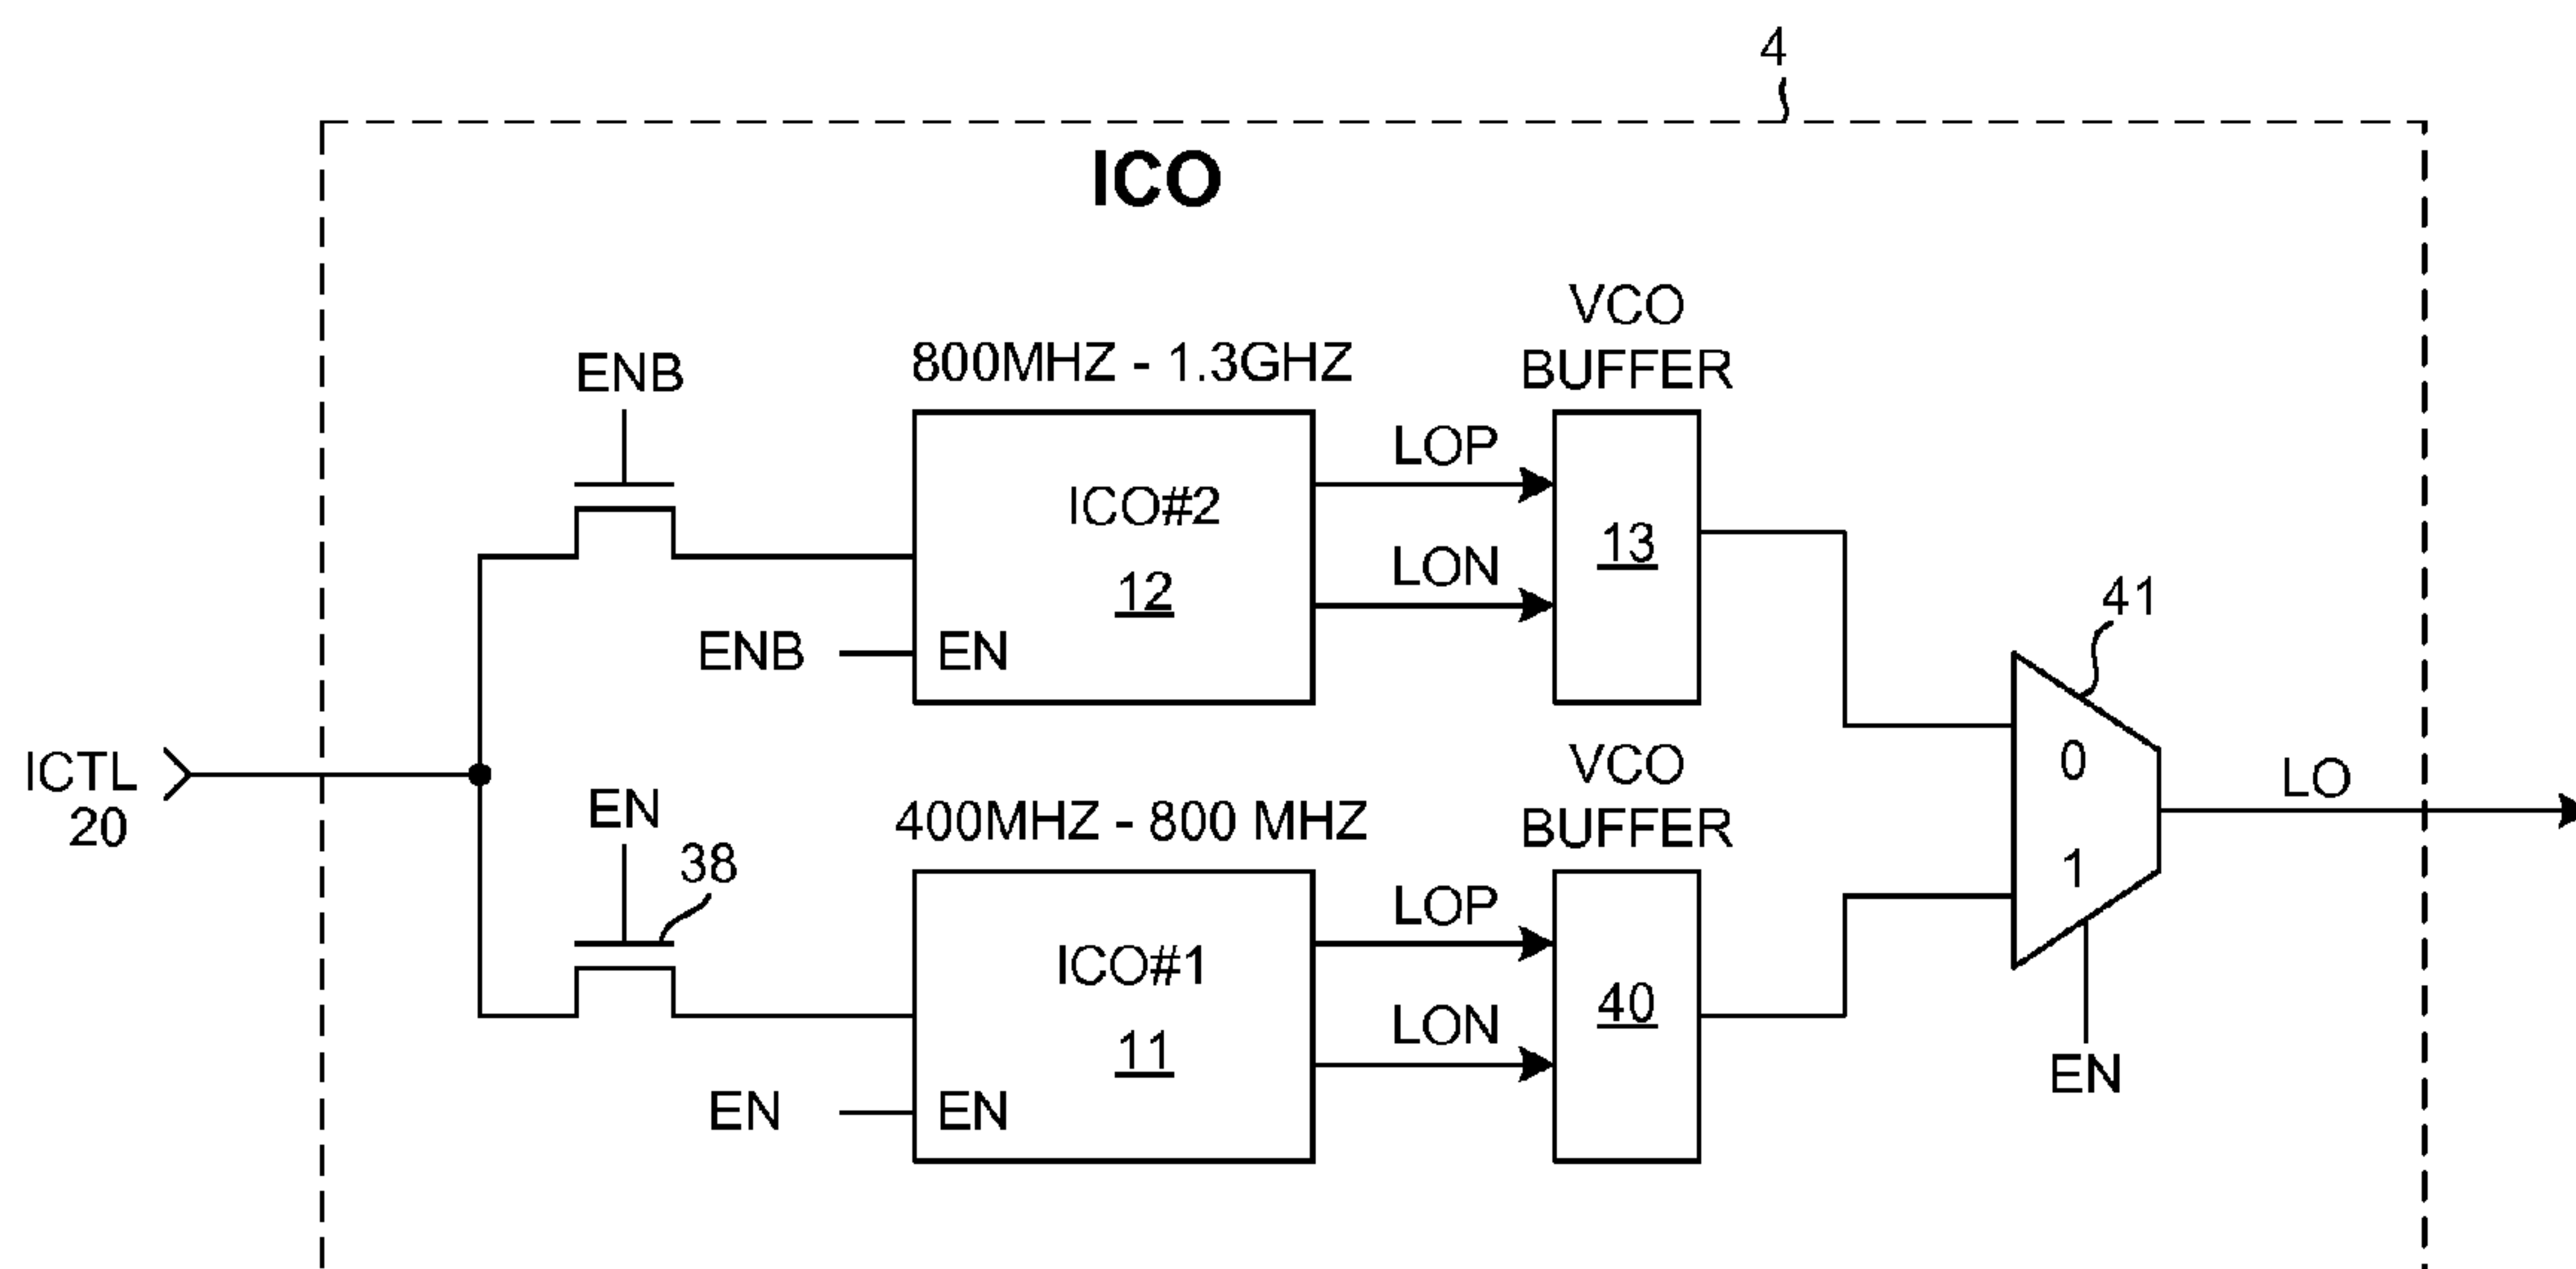 4
ICO
VCO
BUFFER
800MHZ - 1.3GHZ
ENB
LOP
ICO#2
12
LON
13
ENB
EN
41
ICTL
20
0
1
LO
EN
EN
38
400MHZ - 800 MHZ
VCO
BUFFER
LOP
ICO#1
11
LON
40
EN
EN